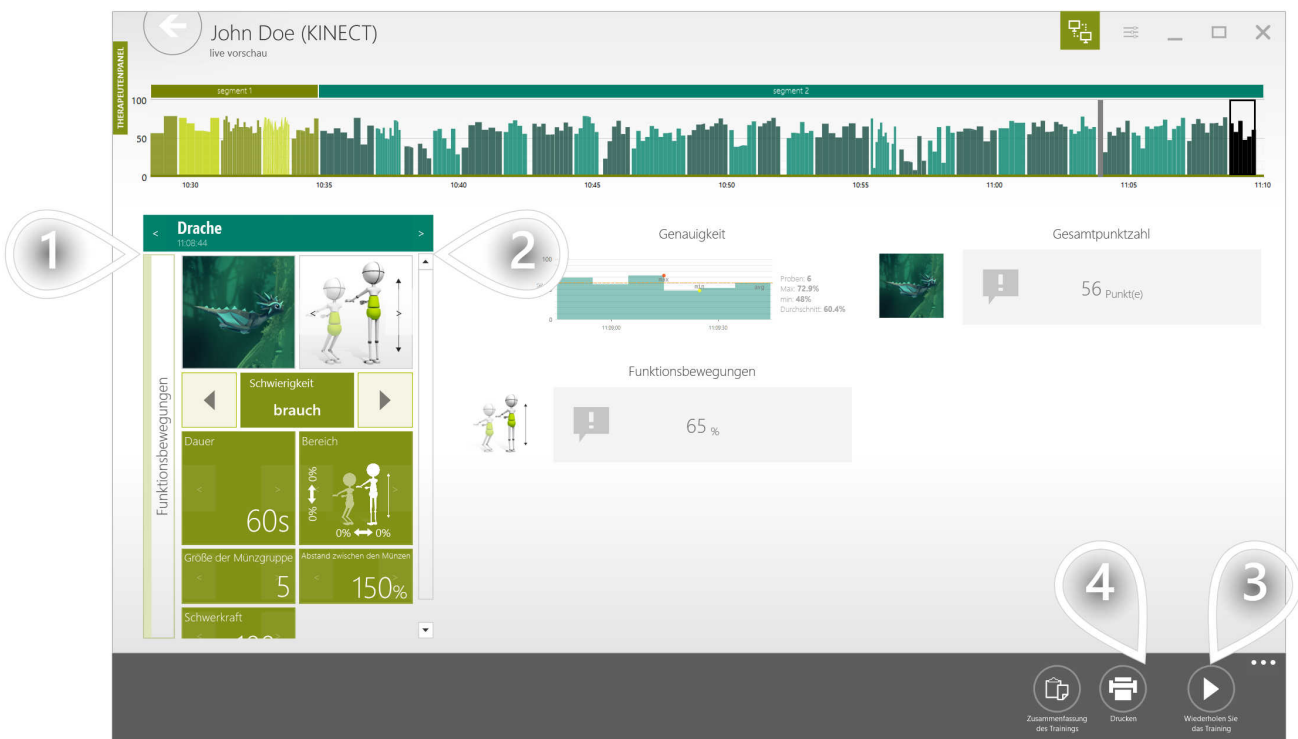 John Doe (KINECT)
live vorschau
THERAPEUTENPANEL
segment 1
segment 2
100
50
0
10:30
10:35
10:40
10:45
10:50
10:55
11:00
11:05
11:10
1
<
Drache
11:08:44
>
2
Funktionsbewegungen
<
>
Schwierigkeit
brauch
Dauer
<
>
60s
Bereich
<
>
0% 0%
0% 0%
Größe der Münzgruppe
<
5
Abstand zwischen den Münzen
<
>
150%
Schwerkraft
Genauigkeit
100
0
max
min
avg
11:09:00
11:09:30
Proben: 6
Max: 72.9%
min: 48%
Durchschnitt: 60.4%
Gesamtpunktzahl
56 Punkt(e)
Funktionsbewegungen
65 %
4
3
Zusammenfassung
des Trainings
Drucken
Wiederholen Sie
das Training